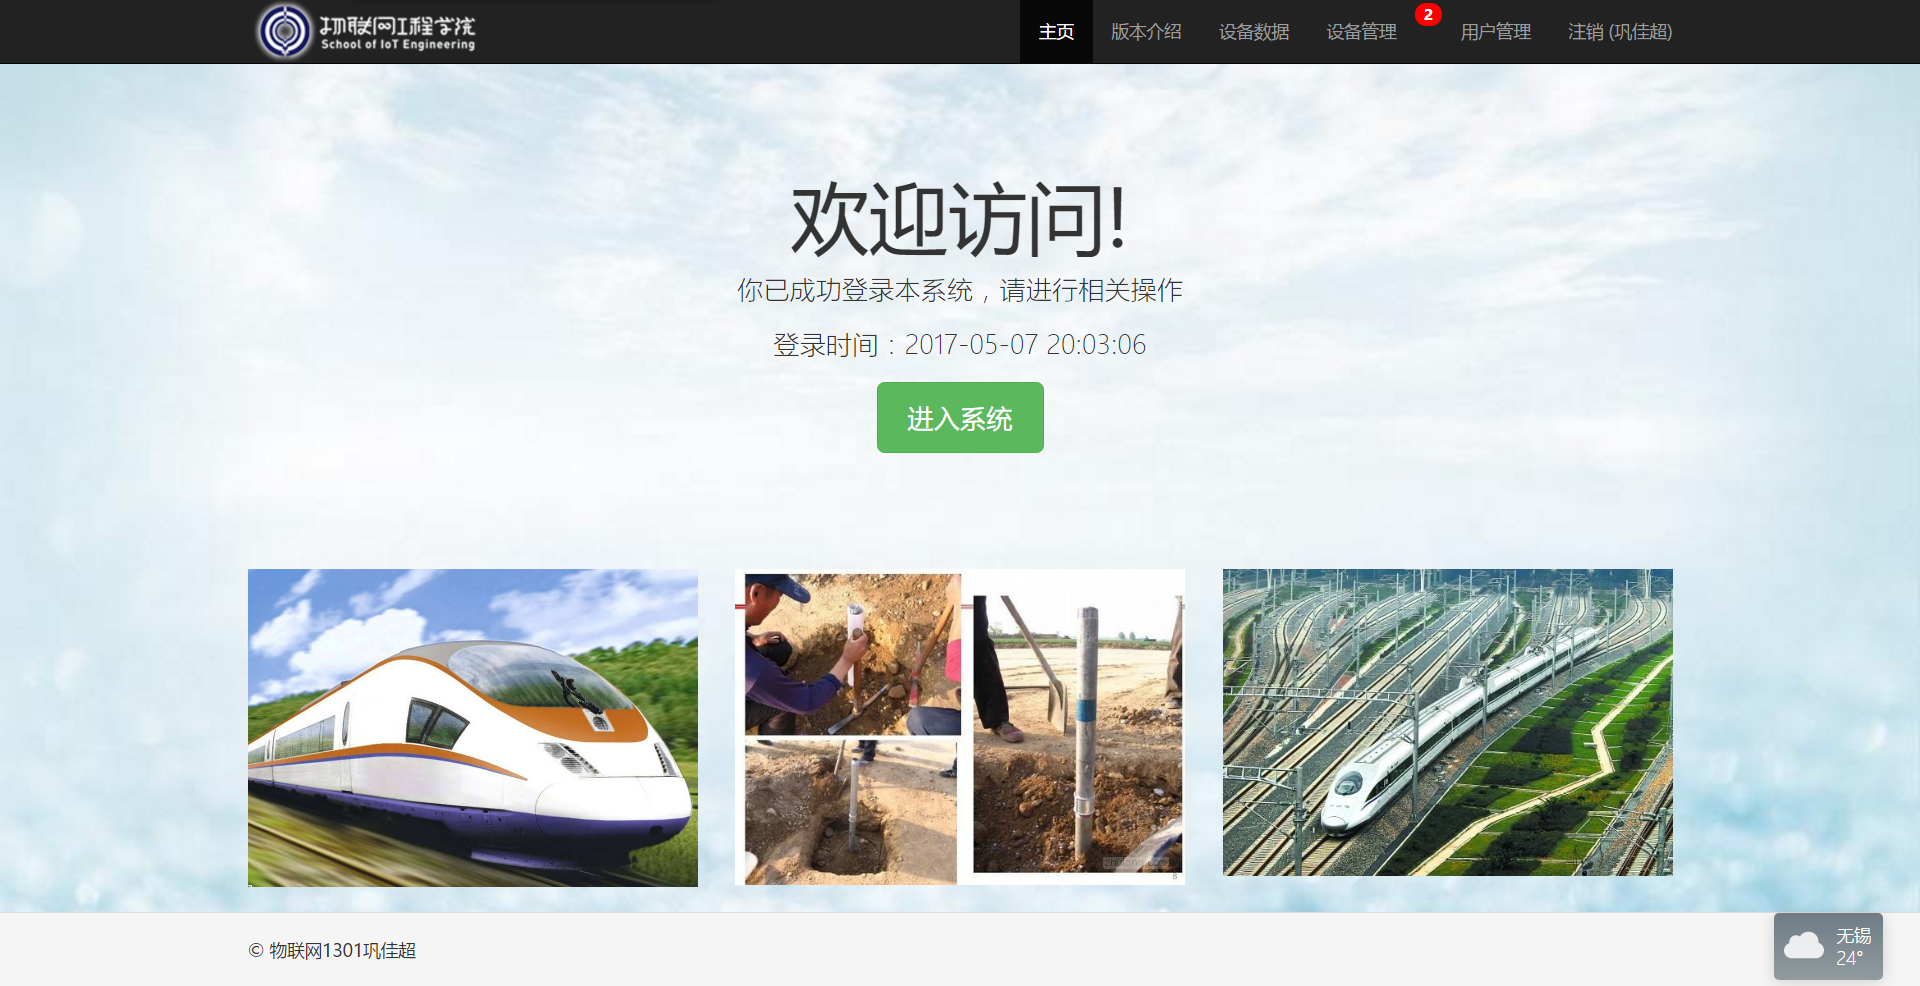 物联网工程学院
School of IoT Engineering
主页
版本介绍
设备数据
设备管理
2
用户管理
注销 (巩佳超)
欢迎访问!
你已成功登录本系统，请进行相关操作
登录时间：2017-05-07 20:03:06
进入系统
© 物联网1301巩佳超
无锡
24°